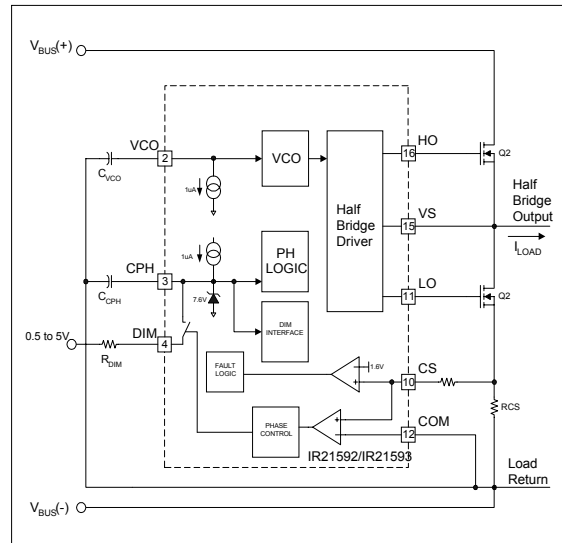 VBUS(+)
VCO
2
CVCO
1uA
VCO
HO
16
Q2
Half
Bridge
Driver
VS
15
Half
Bridge
Output
ILOAD
1uA
CPH
3
CCPH
7.6V
PH
LOGIC
LO
11
Q2
0.5 to 5V
DIM
4
RDIM
DIM
INTERFACE
FAULT
LOGIC
1.6V
CS
10
RCS
PHASE
CONTROL
COM
12
IR21592/IR21593
Load
Return
VBUS(-)